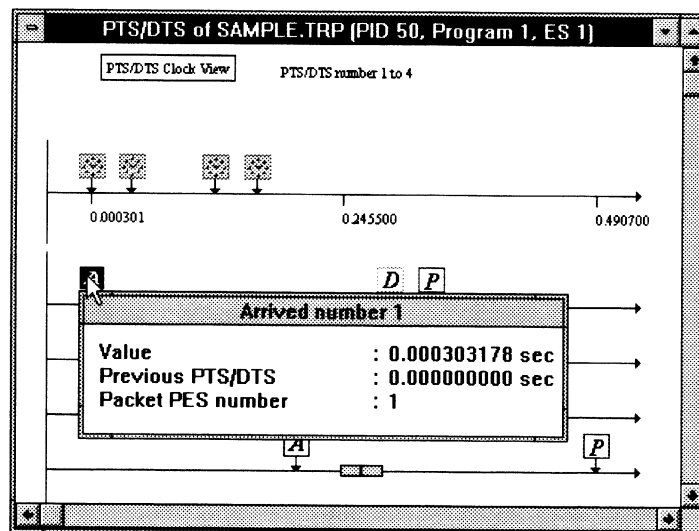 PTS/DTS of SAMPLE.TRP (PID 50, Program 1, ES 1)
PTS/DTS Clock View
PTS/DTS number 1 to 4
0.000301 0.245500 0.490700
D P
Arrived number 1
Value : 0.000303178 sec
Previous PTS/DTS : 0.000000000 sec
Packet PES number : 1
A P